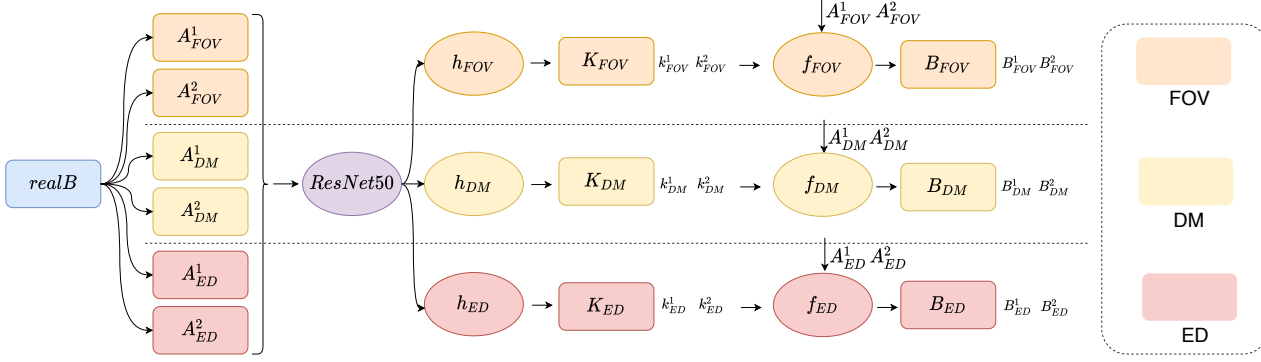 realB
A^1_{FOV}
A^2_{FOV}
A^1_{DM}
A^2_{DM}
A^1_{ED}
A^2_{ED}
ResNet50
h_{FOV} K_{FOV} k^1_{FOV} k^2_{FOV} A^1_{FOV} A^2_{FOV} f_{FOV} B_{FOV} B^1_{FOV} B^2_{FOV}
h_{DM} K_{DM} k^1_{DM} k^2_{DM} A^1_{DM} A^2_{DM} f_{DM} B_{DM} B^1_{DM} B^2_{DM}
h_{ED} K_{ED} k^1_{ED} k^2_{ED} A^1_{ED} A^2_{ED} f_{ED} B_{ED} B^1_{ED} B^2_{ED}
FOV
DM
ED